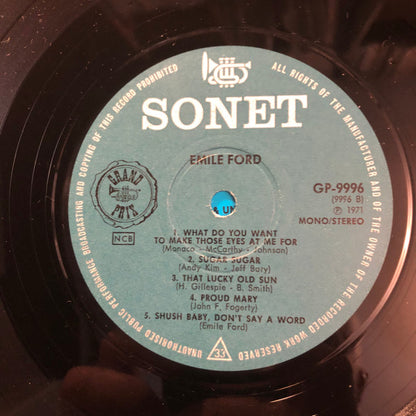 UNAUTHORISED PUBLIC PERFORMANCE BROADCASTING AND COPYING OF THIS RECORD PROHIBITED
ALL RIGHTS OF THE MANUFACTURER AND OF THE OWNER OF THE RECORDED WORK RESERVED
SONET
EMILE FORD
GRAND
PRIX
NCB
GP-9996
(9996 B)
Ⓟ 1971
MONO/STEREO
1. WHAT DO YOU WANT
TO MAKE THOSE EYES AT ME FOR
(Monaco - McCarthy - Johnson)
2. SUGAR SUGAR
(Andy Kim - Jeff Bary)
3. THAT LUCKY OLD SUN
(H. Gillespie - B. Smith)
4. PROUD MARY
(John F. Fogerty)
5. SHUSH BABY, DON'T SAY A WORD
(Emile Ford)
33